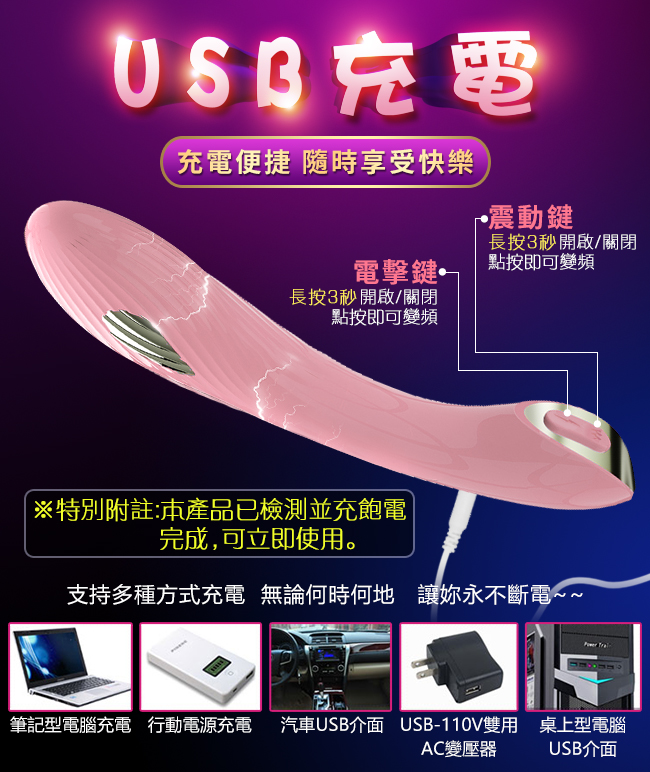 USB充電
充電便捷 隨時享受快樂
震動鍵
長按3秒開啟/關閉
點按即可變頻
電擊鍵
長按3秒開啟/關閉
點按即可變頻
※特別附註:本產品已檢測並充飽電
完成,可立即使用。
支持多種方式充電 無論何時何地 讓妳永不斷電~~
筆記型電腦充電
行動電源充電
汽車USB介面
USB-110V雙用
AC變壓器
桌上型電腦
USB介面